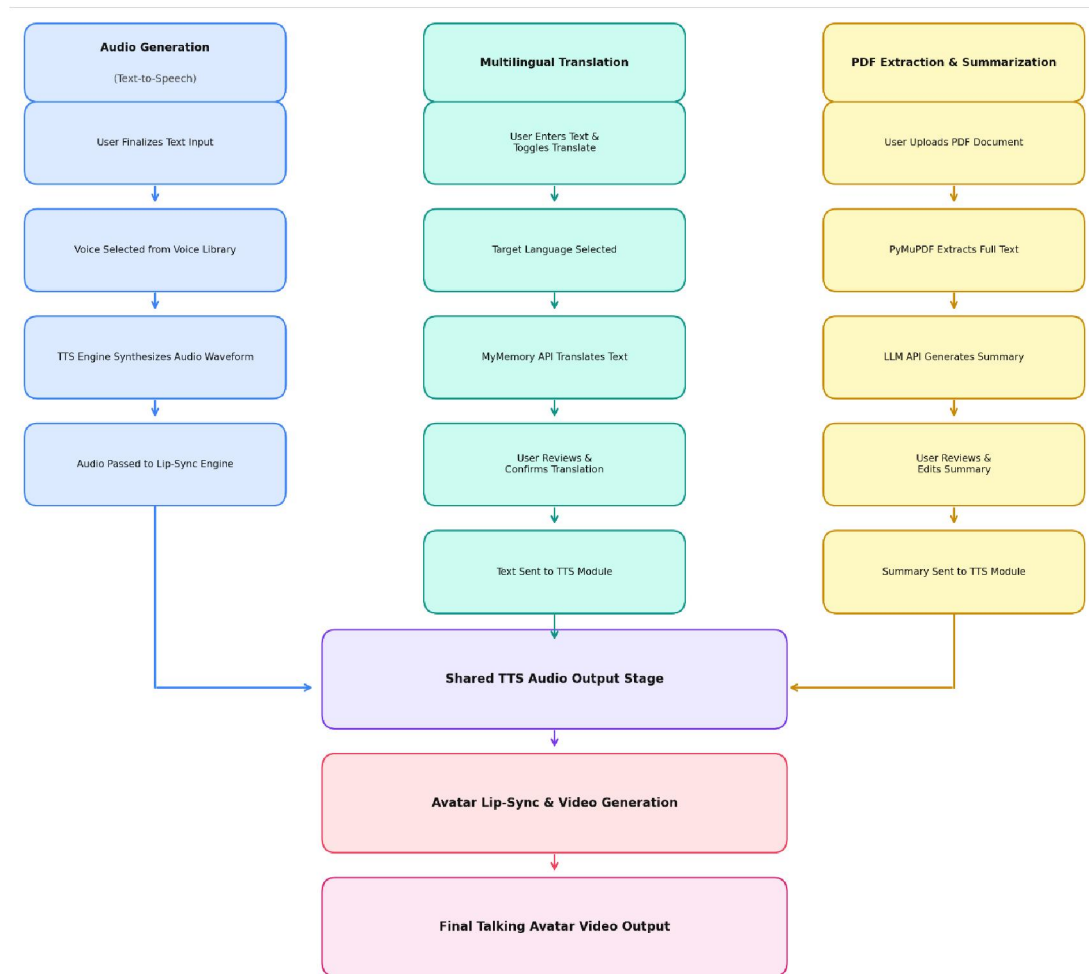 Audio Generation
(Text-to-Speech)
User Finalizes Text Input
Voice Selected from Voice Library
TTS Engine Synthesizes Audio Waveform
Audio Passed to Lip-Sync Engine
Multilingual Translation
User Enters Text &
Toggles Translate
Target Language Selected
MyMemory API Translates Text
User Reviews &
Confirms Translation
Text Sent to TTS Module
PDF Extraction & Summarization
User Uploads PDF Document
PyMuPDF Extracts Full Text
LLM API Generates Summary
User Reviews &
Edits Summary
Summary Sent to TTS Module
Shared TTS Audio Output Stage
Avatar Lip-Sync & Video Generation
Final Talking Avatar Video Output